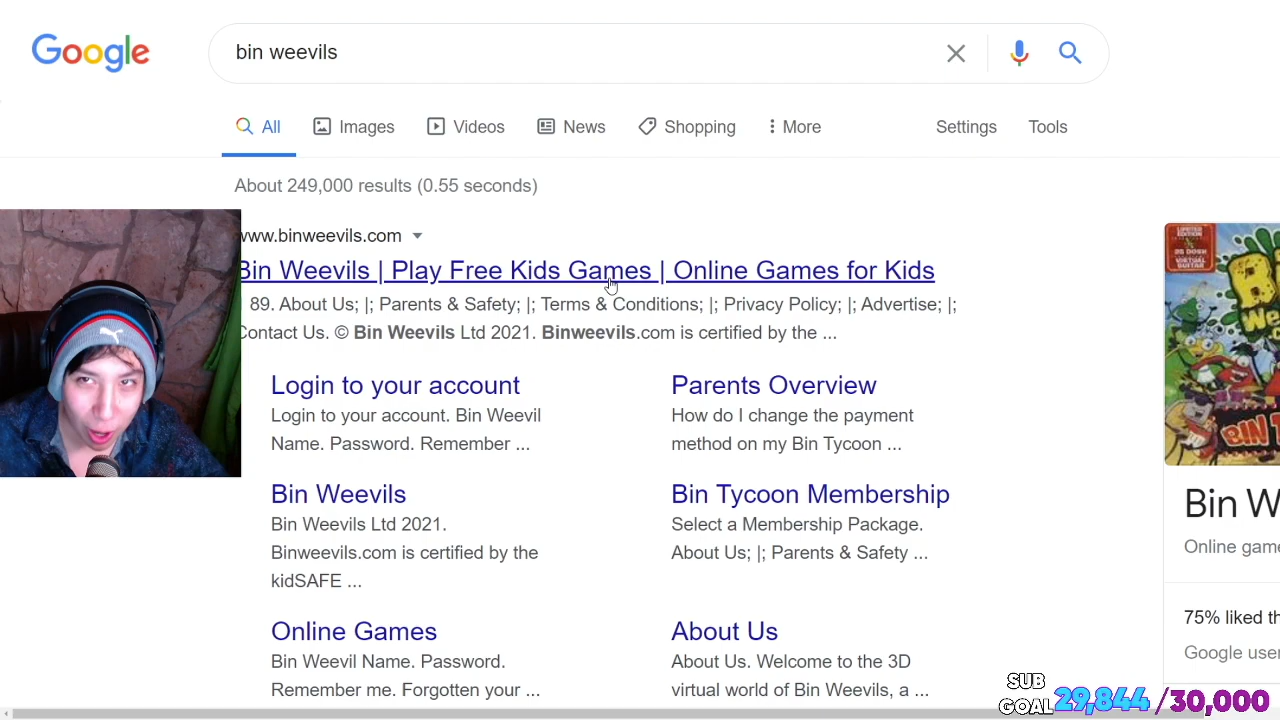 Google
bin weevils
All
Images
Videos
News
Shopping
More
Settings
Tools
About 249,000 results (0.55 seconds)
www.binweevils.com
Bin Weevils | Play Free Kids Games | Online Games for Kids
89. About Us; |; Parents & Safety; |; Terms & Conditions; |; Privacy Policy; |; Advertise; |;
Contact Us. © Bin Weevils Ltd 2021. Binweevils.com is certified by the ...
Login to your account
Login to your account. Bin Weevil
Name. Password. Remember ...
Parents Overview
How do I change the payment
method on my Bin Tycoon ...
Bin Weevils
Bin Weevils Ltd 2021.
Binweevils.com is certified by the
kidSAFE ...
Bin Tycoon Membership
Select a Membership Package.
About Us; |; Parents & Safety ...
Online Games
Bin Weevil Name. Password.
Remember me. Forgotten your ...
About Us
About Us. Welcome to the 3D
virtual world of Bin Weevils, a ...
BIN T
Bin W
Online game
75% liked th
Google user
SUB
GOAL 29,844 / 30,000